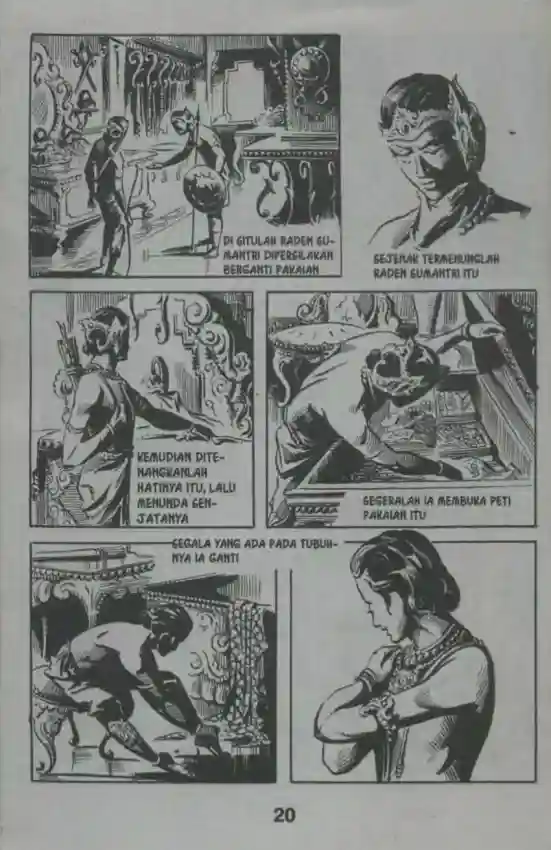 DI SITULAH RADEN SU-
MANTRI DIPERSILAKAN
BERGANTI PAKAIAN
SEJENAK TERMENUNGLAH
RADEN SUMANTRI ITU
KEMUDIAN DITE-
NANGKANLAH
HATINYA ITU, LALU
MENUNDA SEN-
JATANYA
SEGERALAH IA MEMBUKA PETI
PAKAIAN ITU
SEGALA YANG ADA PADA TUBUH-
NYA IA GANTI
20